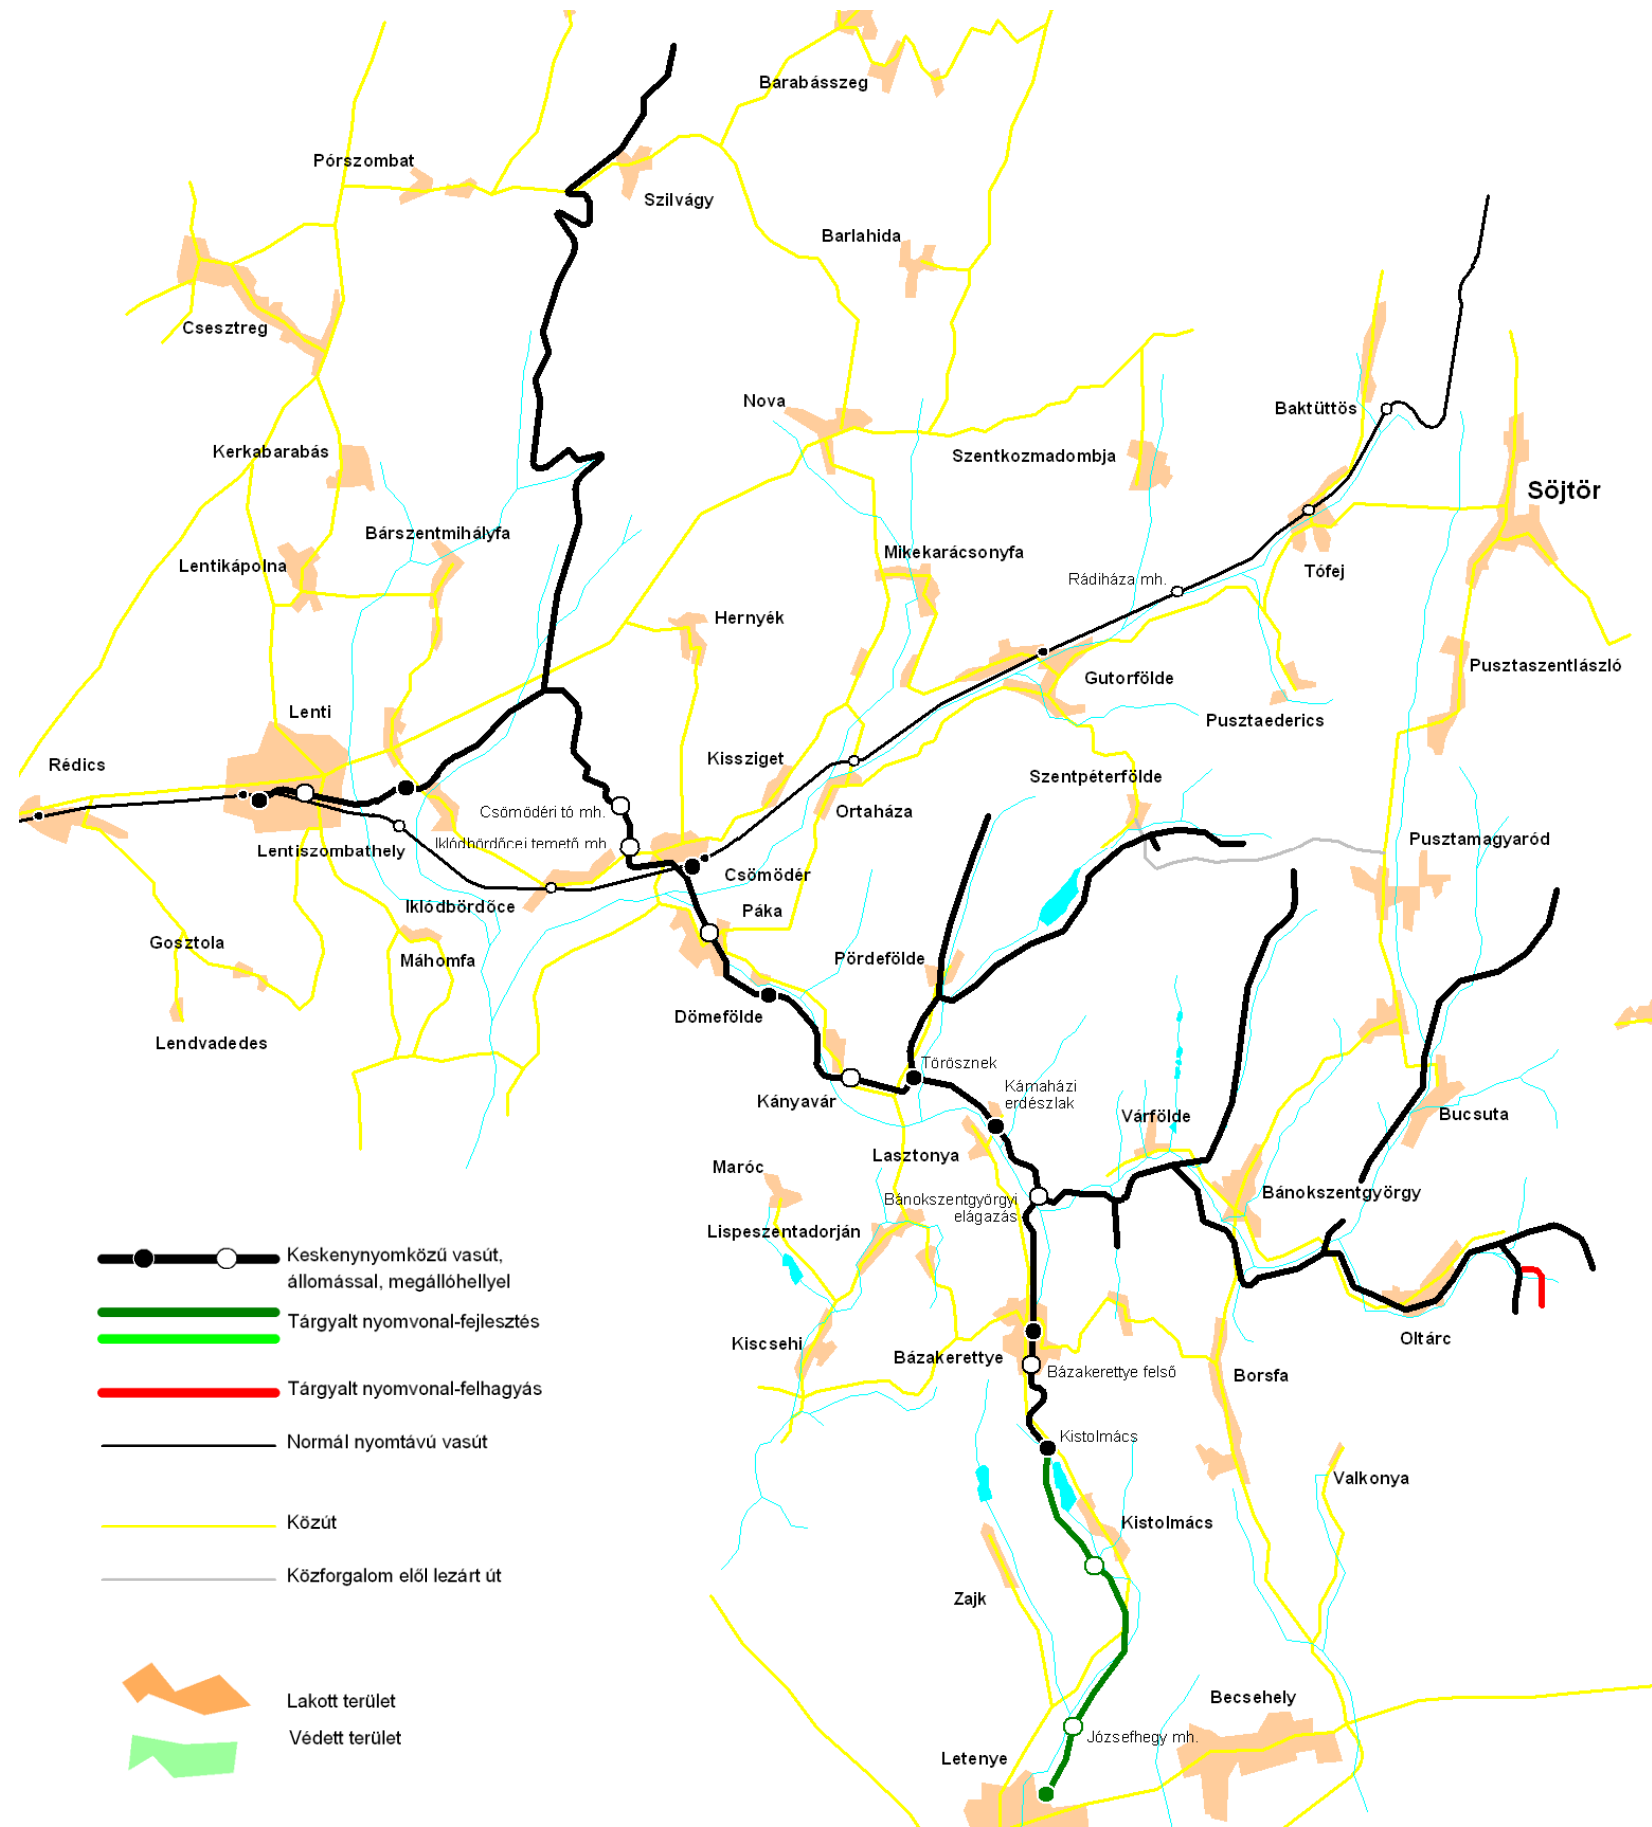 Barabásszeg
Pórszombat
Szilvágy
Barlahida
Csesztreg
Nova
Baktüttös
Kerkabarabás
Szentkozmadombja
Söjtör
Bárszentmihályfa
Mikekarácsonyfa
Lentikápolna
Tófej
Rádiháza mh.
Hernyék
Pusztaszentlászló
Gutorfölde
Lenti
Pusztaederics
Rédics
Kissziget
Szentpéterfölde
Csömödéri tó mh.
Ortaháza
Iklódbördőcei temető mh.
Pusztamagyaród
Lentiszombathely
Csömödér
Iklódbördőce
Páka
Gosztola
Máhomfa
Pördefölde
Dömefölde
Lendvadedes
Törösznek
Kámaházi
erdészlak
Kányavár
Várfölde
Bucsuta
Lasztonya
Maróc
Bánokszentgyörgyi
elágazás
Bánokszentgyörgy
Lispeszentadorján
Keskenynyomközű vasút,
állomással, megállóhellyel
Tárgyalt nyomvonal-fejlesztés
Kiscsehi
Bázakerettye
Oltárc
Bázakerettye felső
Borsfa
Tárgyalt nyomvonal-felhagyás
Kistolmács
Normál nyomtávú vasút
Valkonya
Közút
Kistolmács
Közforgalom elől lezárt út
Zajk
Lakott terület
Becsehely
Védett terület
Józsefhegy mh.
Letenye